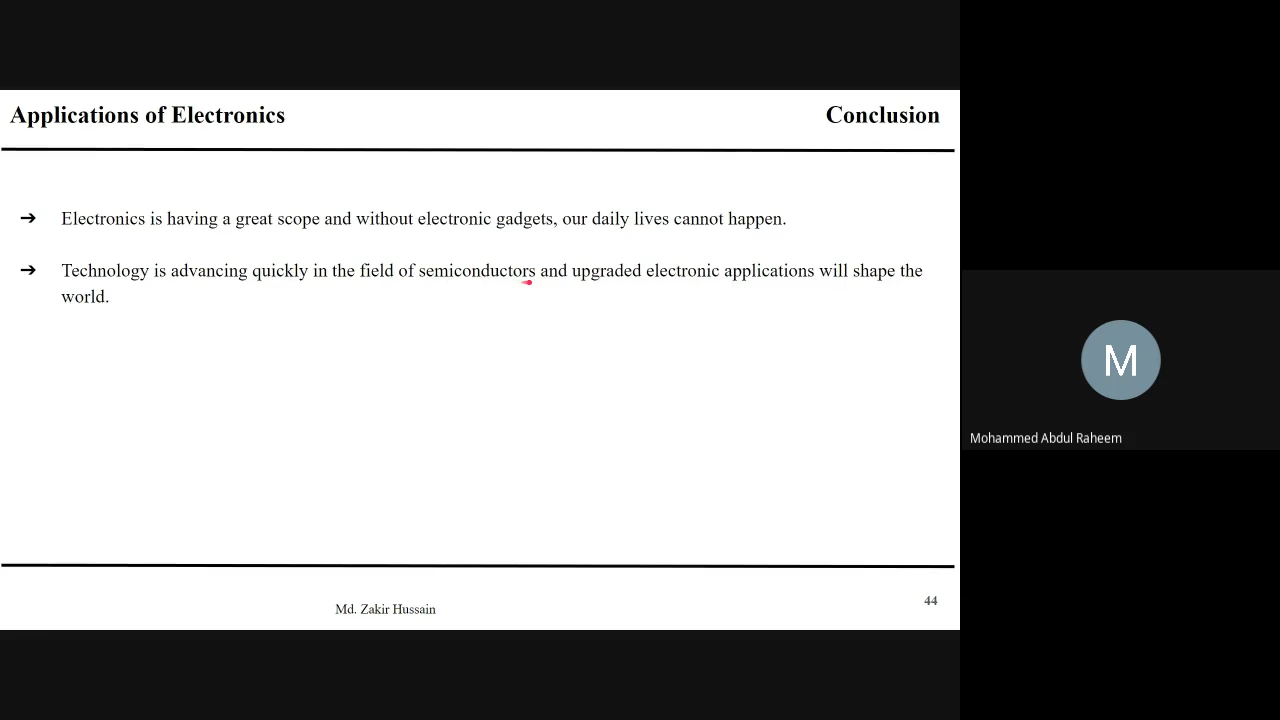 Applications of Electronics
Conclusion
➔ Electronics is having a great scope and without electronic gadgets, our daily lives cannot happen.
➔ Technology is advancing quickly in the field of semiconductors and upgraded electronic applications will shape the
world.
Md. Zakir Hussain
44
M
Mohammed Abdul Raheem